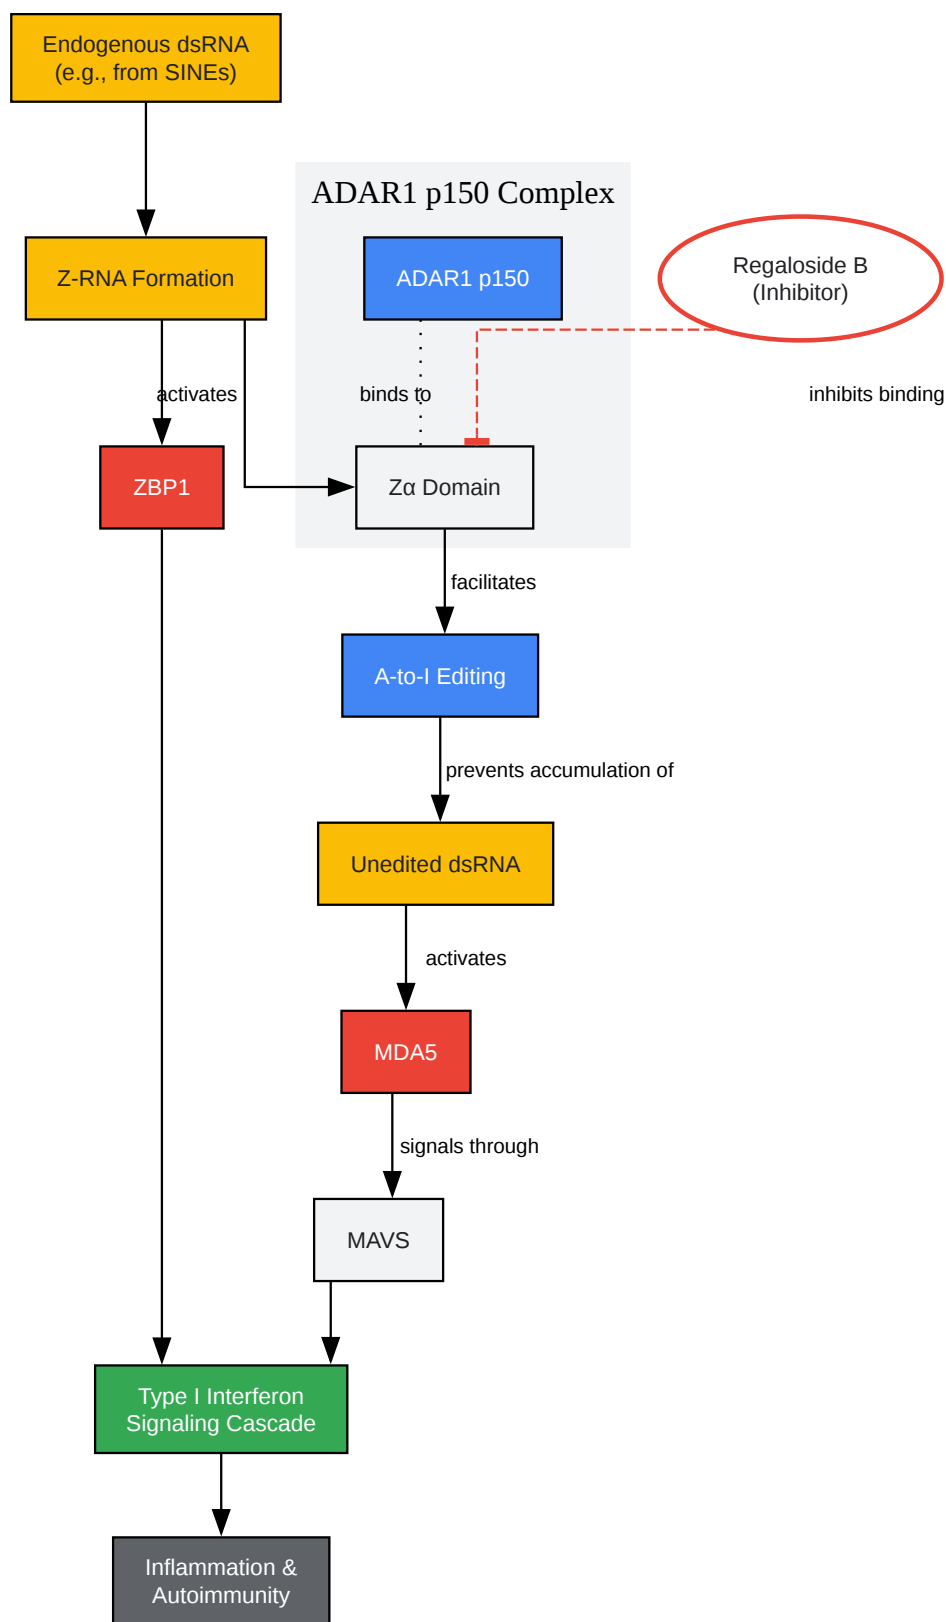 Endogenous dsRNA
(e.g., from SINEs)
ADAR1 p150 Complex
Z-RNA Formation
ADAR1 p150
Regaloside B
(Inhibitor)
activates
binds to
inhibits binding
ZBP1
Zα Domain
facilitates
A-to-I Editing
prevents accumulation of
Unedited dsRNA
activates
MDA5
signals through
MAVS
Type I Interferon
Signaling Cascade
Inflammation &
Autoimmunity